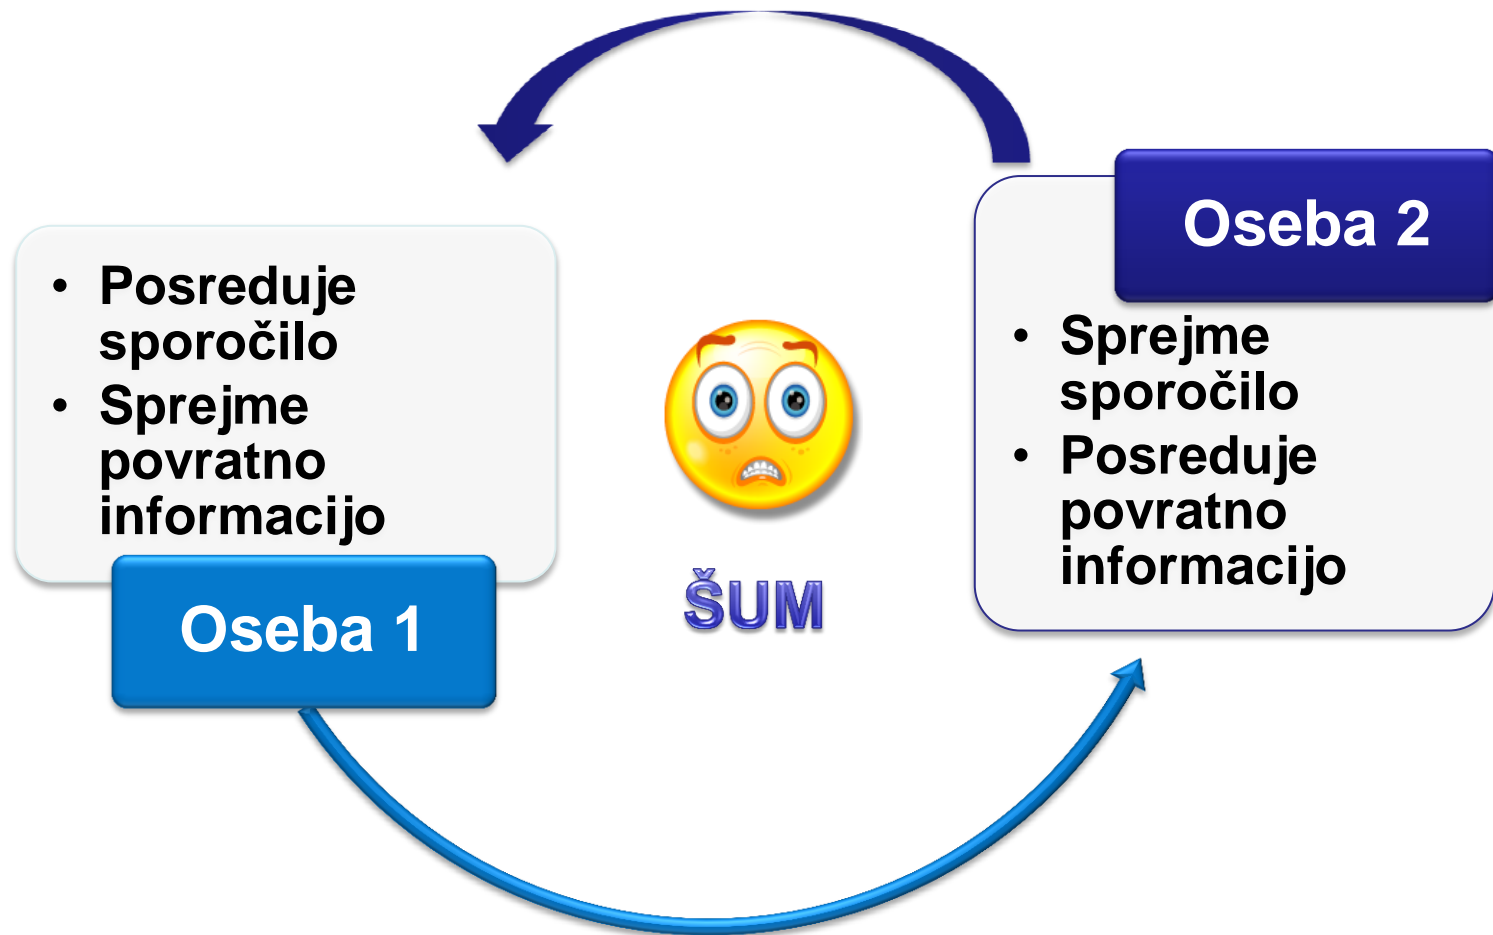 • Posreduje
sporočilo
• Sprejme
povratno
informacijo
Oseba 1
ŠUM
Oseba 2
• Sprejme
sporočilo
• Posreduje
povratno
informacijo